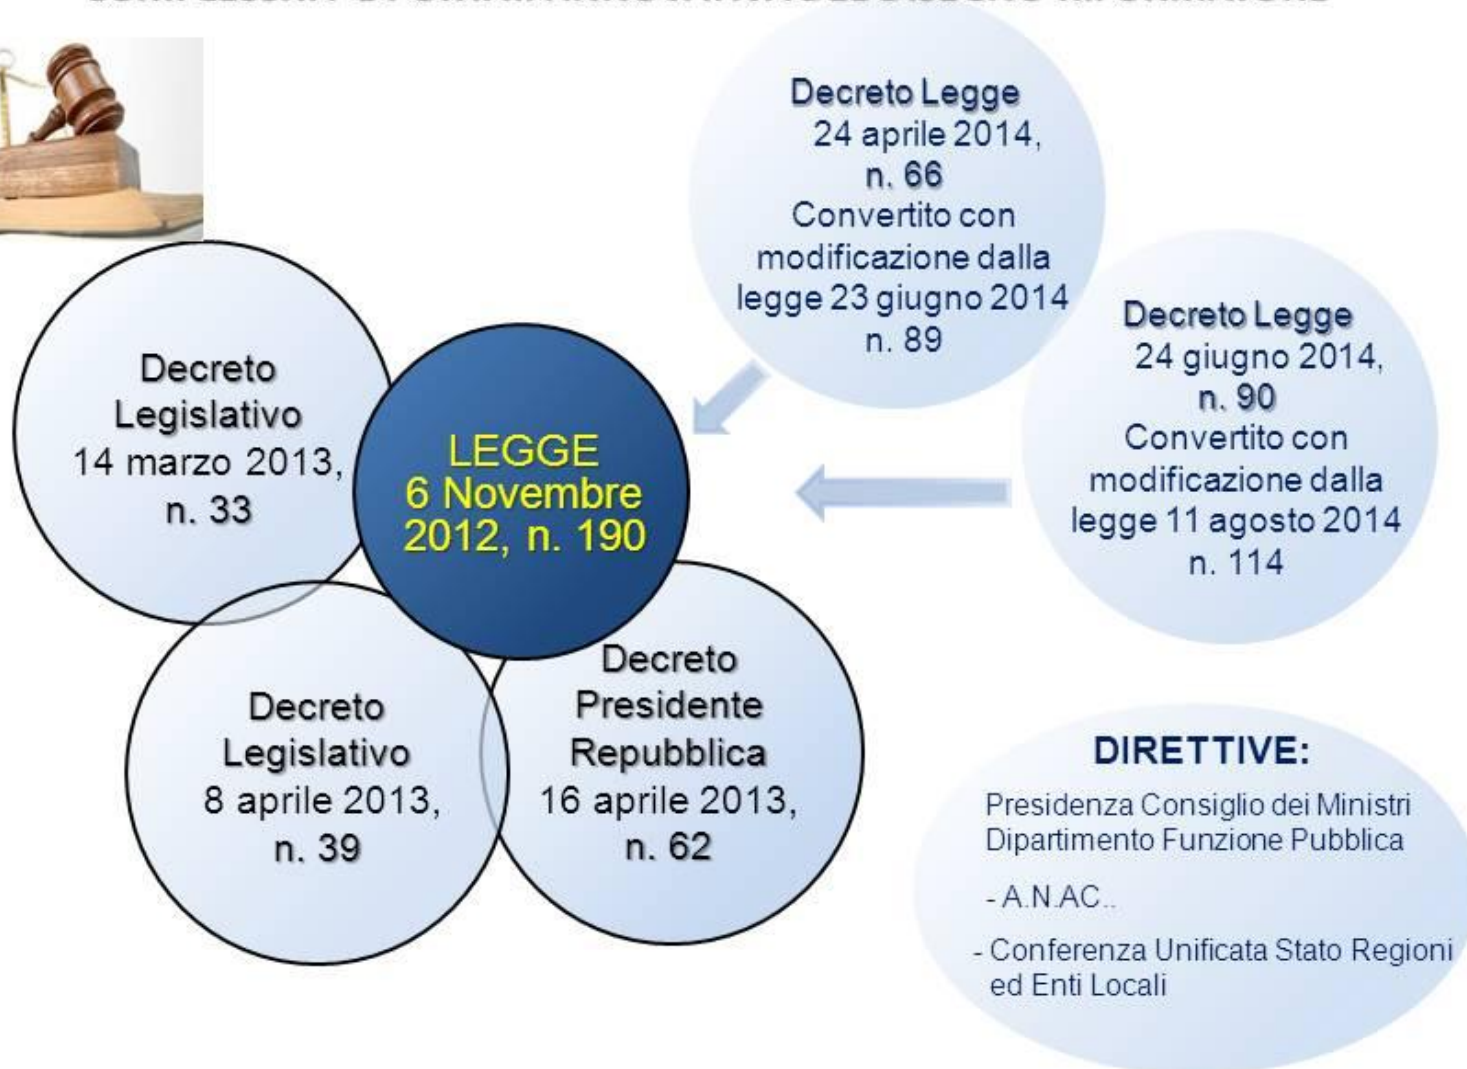 Decreto Legge
24 aprile 2014,
n. 66
Convertito con
modificazione dalla
legge 23 giugno 2014
n. 89
Decreto Legge
24 giugno 2014,
n. 90
Convertito con
modificazione dalla
legge 11 agosto 2014
n. 114
Decreto
Legislativo
14 marzo 2013,
n. 33
LEGGE
6 Novembre
2012, n. 190
Decreto
Legislativo
8 aprile 2013,
n. 39
Decreto
Presidente
Repubblica
16 aprile 2013,
n. 62
DIRETTIVE:
Presidenza Consiglio dei Ministri
Dipartimento Funzione Pubblica
- A.N.AC..
- Conferenza Unificata Stato Regioni
ed Enti Locali